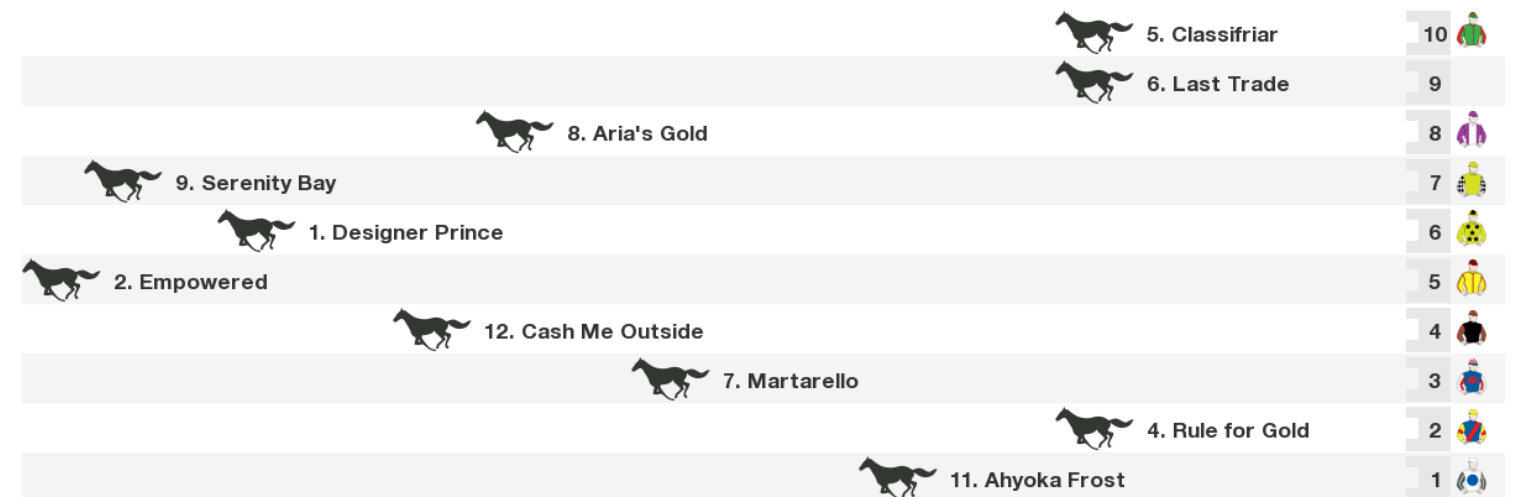 5. Classifriar 10
6. Last Trade 9
8. Aria's Gold 8
9. Serenity Bay 7
1. Designer Prince 6
2. Empowered 5
12. Cash Me Outside 4
7. Martarello 3
4. Rule for Gold 2
11. Ahyoka Frost 1